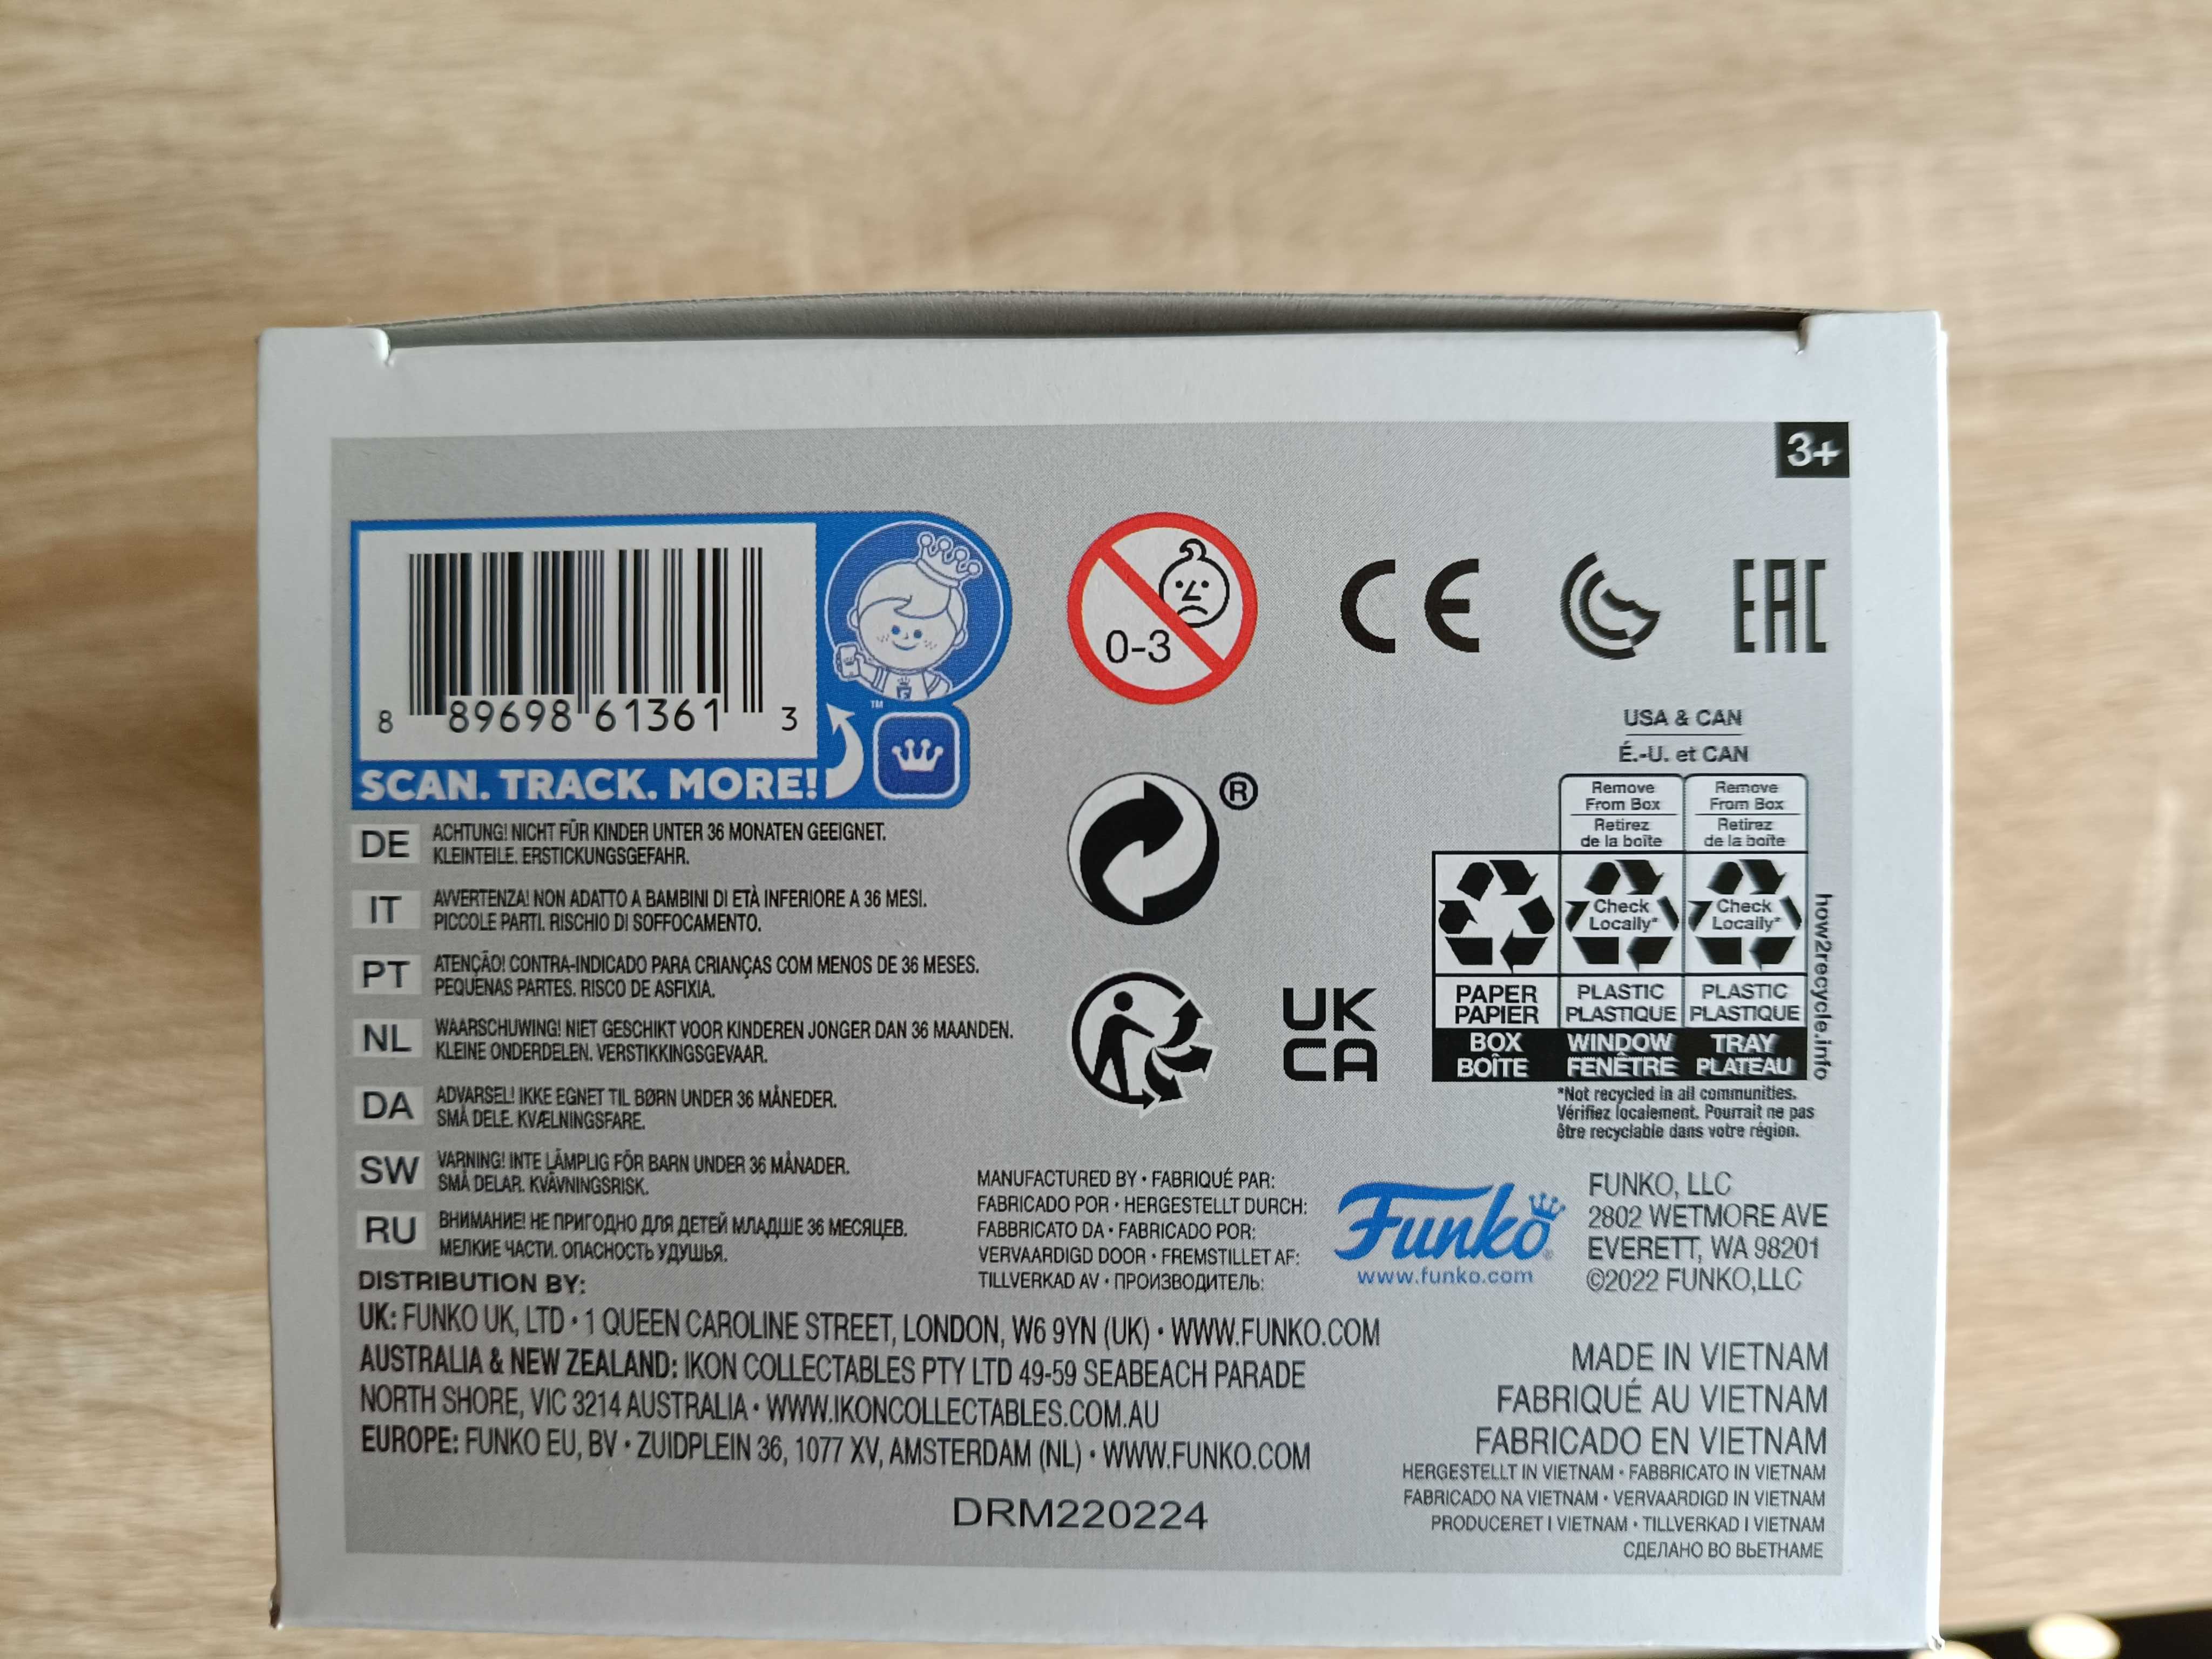 3+
8 89698 61361 3
™
SCAN. TRACK. MORE!
0-3
CE
EAC
USA & CAN
É.-U. et CAN
Remove From Box
Retirez de la boîte
Remove From Box
Retirez de la boîte
Check Locally*
Check Locally*
PAPER PAPIER
PLASTIC PLASTIQUE
PLASTIC PLASTIQUE
BOX BOÎTE
WINDOW FENÊTRE
TRAY PLATEAU
how2recycle.info
*Not recycled in all communities.
Vérifiez localement. Pourrait ne pas
être recyclable dans votre région.
®
UK
CA
DE ACHTUNG! NICHT FÜR KINDER UNTER 36 MONATEN GEEIGNET.
KLEINTEILE. ERSTICKUNGSGEFAHR.
IT AVVERTENZA! NON ADATTO A BAMBINI DI ETÀ INFERIORE A 36 MESI.
PICCOLE PARTI. RISCHIO DI SOFFOCAMENTO.
PT ATENÇÃO! CONTRA-INDICADO PARA CRIANÇAS COM MENOS DE 36 MESES.
PEQUENAS PARTES. RISCO DE ASFIXIA.
NL WAARSCHUWING! NIET GESCHIKT VOOR KINDEREN JONGER DAN 36 MAANDEN.
KLEINE ONDERDELEN. VERSTIKKINGSGEVAAR.
DA ADVARSEL! IKKE EGNET TIL BØRN UNDER 36 MÅNEDER.
SMÅ DELE. KVÆLNINGSFARE.
SW VARNING! INTE LÄMPLIG FÖR BARN UNDER 36 MÅNADER.
SMÅ DELAR. KVÄVNINGSRISK.
RU ВНИМАНИЕ! НЕ ПРИГОДНО ДЛЯ ДЕТЕЙ МЛАДШЕ 36 МЕСЯЦЕВ.
МЕЛКИЕ ЧАСТИ. ОПАСНОСТЬ УДУШЬЯ.
MANUFACTURED BY • FABRIQUÉ PAR:
FABRICADO POR • HERGESTELLT DURCH:
FABBRICATO DA • FABRICADO POR:
VERVAARDIGD DOOR • FREMSTILLET AF:
TILLVERKAD AV • ПРОИЗВОДИТЕЛЬ:
Funko®
www.funko.com
FUNKO, LLC
2802 WETMORE AVE
EVERETT, WA 98201
©2022 FUNKO,LLC
DISTRIBUTION BY:
UK: FUNKO UK, LTD • 1 QUEEN CAROLINE STREET, LONDON, W6 9YN (UK) • WWW.FUNKO.COM
AUSTRALIA & NEW ZEALAND: IKON COLLECTABLES PTY LTD 49-59 SEABEACH PARADE
NORTH SHORE, VIC 3214 AUSTRALIA • WWW.IKONCOLLECTABLES.COM.AU
EUROPE: FUNKO EU, BV • ZUIDPLEIN 36, 1077 XV, AMSTERDAM (NL) • WWW.FUNKO.COM
DRM220224
MADE IN VIETNAM
FABRIQUÉ AU VIETNAM
FABRICADO EN VIETNAM
HERGESTELLT IN VIETNAM • FABBRICATO IN VIETNAM
FABRICADO NA VIETNAM • VERVAARDIGD IN VIETNAM
PRODUCERET I VIETNAM • TILLVERKAD I VIETNAM
СДЕЛАНО ВО ВЬЕТНАМЕ